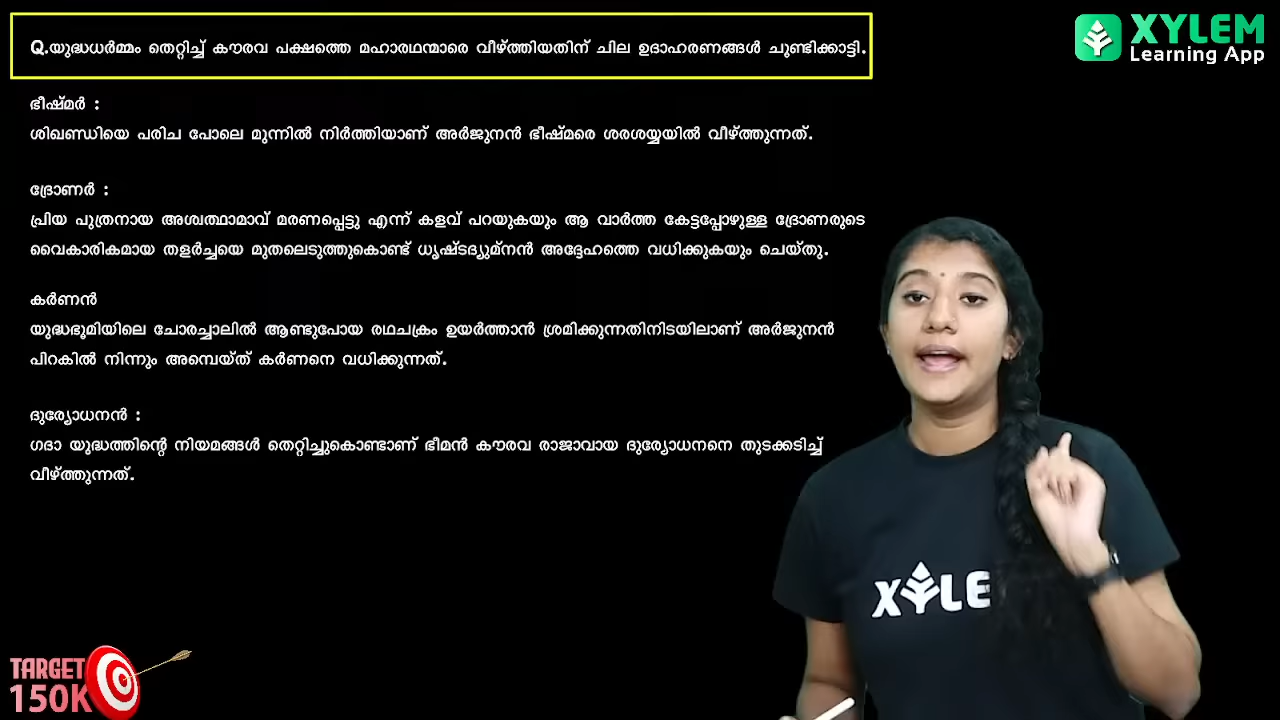 Q.യുദ്ധധർമ്മം തെറ്റിച്ച് കൗരവ പക്ഷത്തെ മഹാരഥന്മാരെ വീഴ്ത്തിയതിന് ചില ഉദാഹരണങ്ങൾ ചൂണ്ടിക്കാട്ടി.
XYLEM
Learning App
ഭീഷ്മർ :
ശിഖണ്ഡിയെ പരിച പോലെ മുന്നിൽ നിർത്തിയാണ് അർജുനൻ ഭീഷ്മരെ ശരശയ്യയിൽ വീഴ്ത്തുന്നത്.
ദ്രോണർ :
പ്രിയ പുത്രനായ അശ്വത്ഥാമാവ് മരണപ്പെട്ടു എന്ന് കളവ് പറയുകയും ആ വാർത്ത കേട്ടപ്പോഴുള്ള ദ്രോണരുടെ
വൈകാരികമായ തളർച്ചയെ മുതലെടുത്തുകൊണ്ട് ധൃഷ്ടദ്യുമ്നൻ അദ്ദേഹത്തെ വധിക്കുകയും ചെയ്തു.
കർണൻ
യുദ്ധഭൂമിയിലെ ചോരച്ചാലിൽ ആണ്ടുപോയ രഥചക്രം ഉയർത്താൻ ശ്രമിക്കുന്നതിനിടയിലാണ് അർജുനൻ
പിറകിൽ നിന്നും അമ്പെയ്ത് കർണനെ വധിക്കുന്നത്.
ദുര്യോധനൻ :
ഗദാ യുദ്ധത്തിന്റെ നിയമങ്ങൾ തെറ്റിച്ചുകൊണ്ടാണ് ഭീമൻ കൗരവ രാജാവായ ദുര്യോധനനെ തുടക്കടിച്ച്
വീഴ്ത്തുന്നത്.
XYLE
TARGET
150K